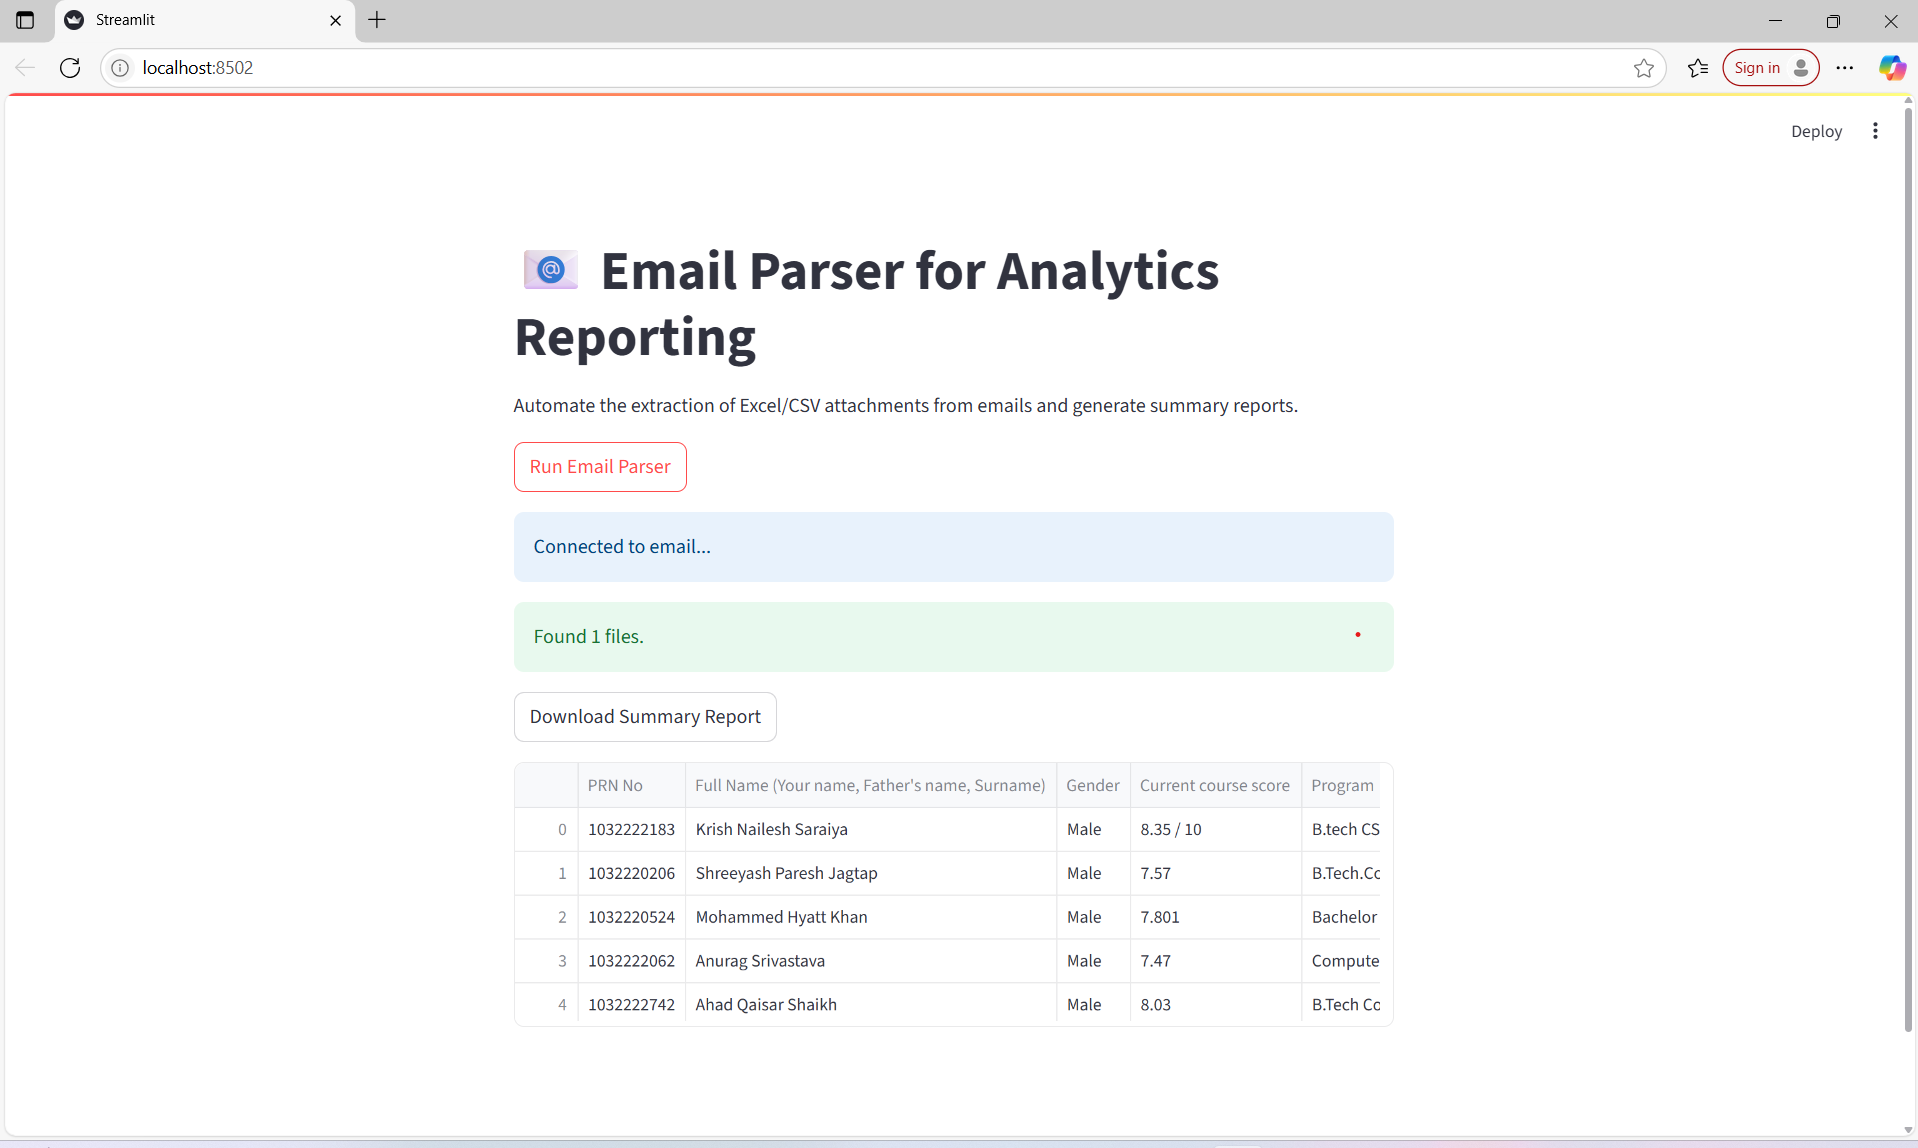 Streamlit
localhost:8502
Sign in
Deploy
Email Parser for Analytics
Reporting
Automate the extraction of Excel/CSV attachments from emails and generate summary reports.
Run Email Parser
Connected to email...
Found 1 files.
Download Summary Report
PRN No Full Name (Your name, Father's name, Surname) Gender Current course score Program
0 1032222183 Krish Nailesh Saraiya Male 8.35 / 10 B.tech CS
1 1032220206 Shreeyash Paresh Jagtap Male 7.57 B.Tech.Co
2 1032220524 Mohammed Hyatt Khan Male 7.801 Bachelor
3 1032222062 Anurag Srivastava Male 7.47 Compute
4 1032222742 Ahad Qaisar Shaikh Male 8.03 B.Tech Co